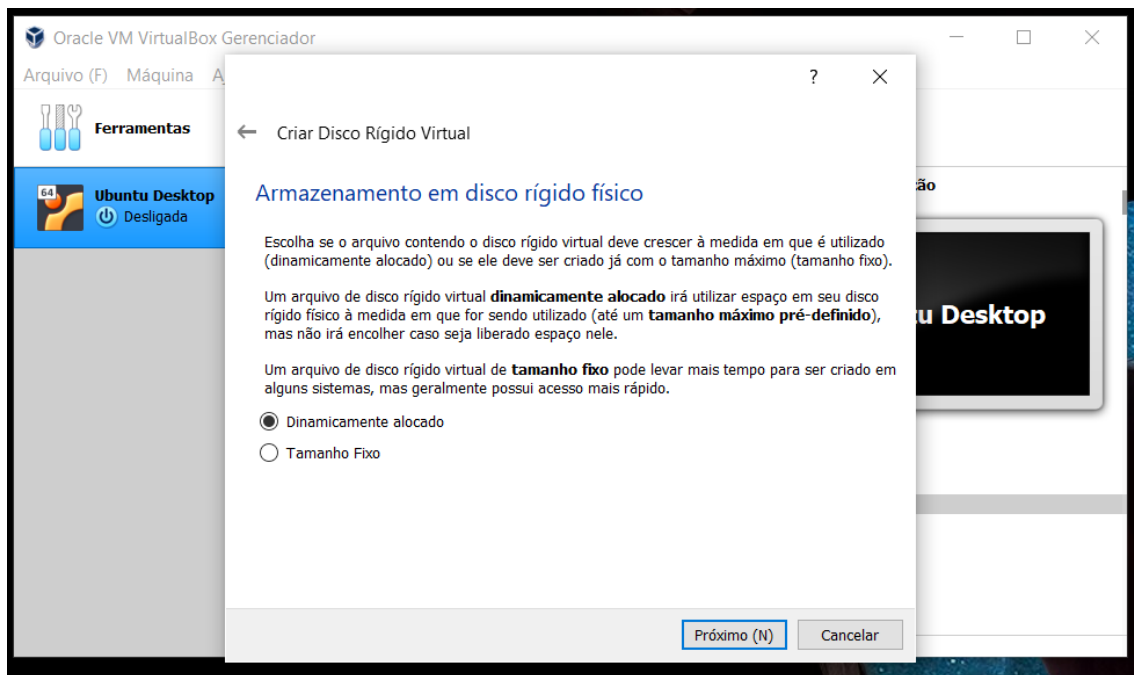 Oracle VM VirtualBox Gerenciador
Arquivo (F) Máquina
?
Ferramentas
Criar Disco Rígido Virtual
64
Ubuntu Desktop
Desligada
ão
Armazenamento em disco rígido físico
Escolha se o arquivo contendo o disco rígido virtual deve crescer à medida em que é utilizado
(dinamicamente alocado) ou se ele deve ser criado já com o tamanho máximo (tamanho fixo).
Um arquivo de disco rígido virtual dinamicamente alocado irá utilizar espaço em seu disco
rígido físico à medida em que for sendo utilizado (até um tamanho máximo pré-definido),
mas não irá encolher caso seja liberado espaço nele.
u Desktop
Um arquivo de disco rígido virtual de tamanho fixo pode levar mais tempo para ser criado em
alguns sistemas, mas geralmente possui acesso mais rápido.
Dinamicamente alocado
Tamanho Fixo
Próximo (N)
Cancelar